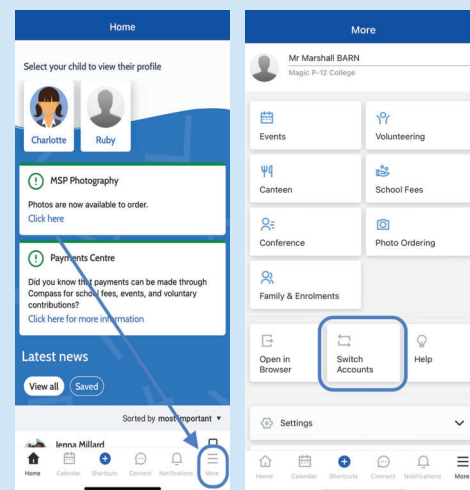 Home
Select your child to view their profile
Charlotte
Ruby
MSP Photography
Photos are now available to order.
Click here
Payments Centre
Did you know that payments can be made through
Compass for school fees, events, and voluntary
contributions?
Click here for more information
Latest news
View all
Saved
Sorted by most important
Jenna Millard
Home
Calendar
Shortcuts
Connect
Notifications
More
More
Mr Marshall BARN
Magic P-12 College
Events
Volunteering
Canteen
School Fees
Conference
Photo Ordering
Family & Enrolments
Open in
Browser
Switch
Accounts
Help
Settings
Home
Calendar
Shortcuts
Connect
Notifications
More